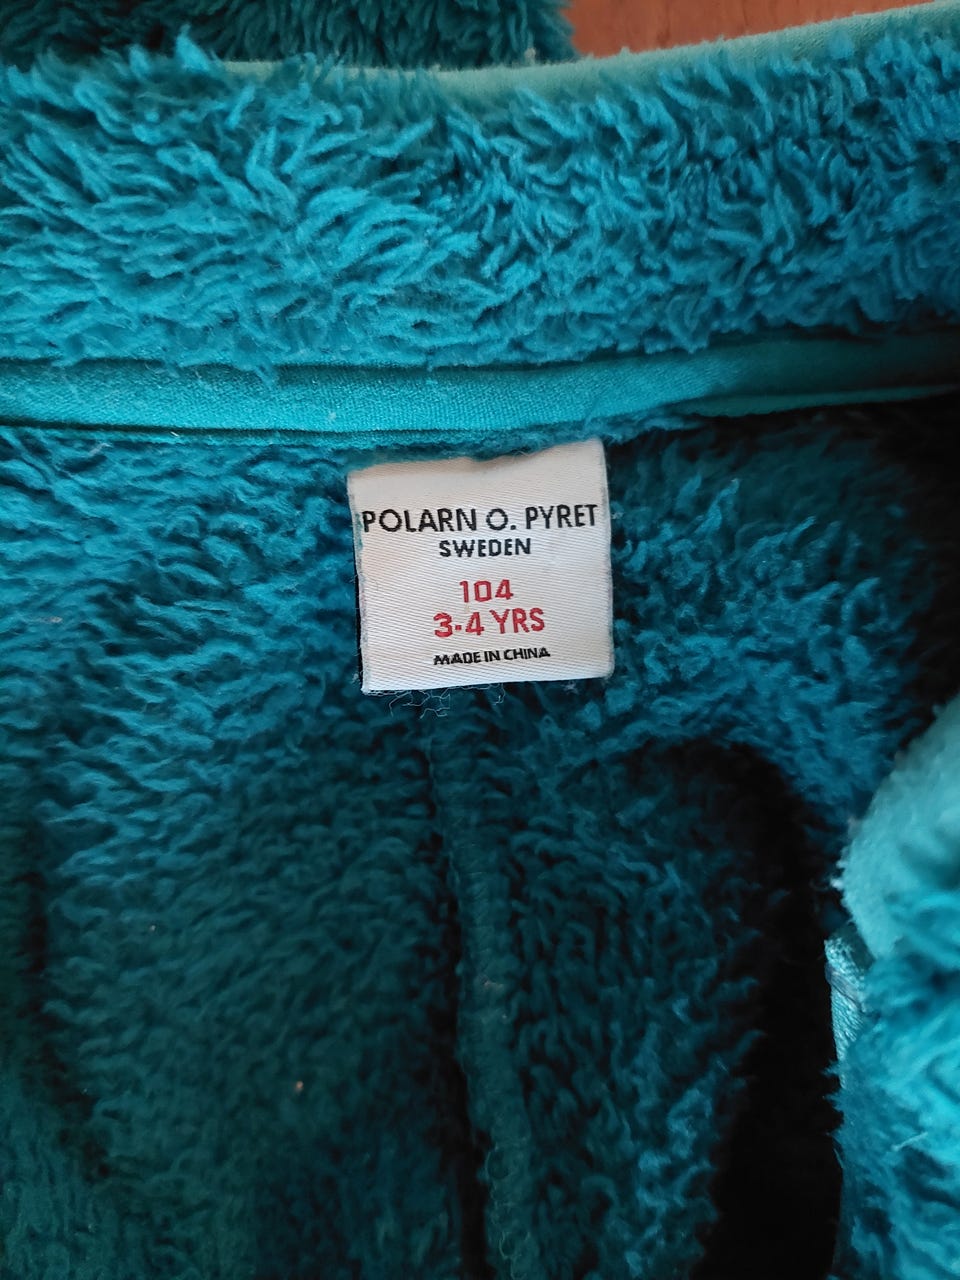 POLARN O. PYRET
SWEDEN
104
3-4 YRS
MADE IN CHINA